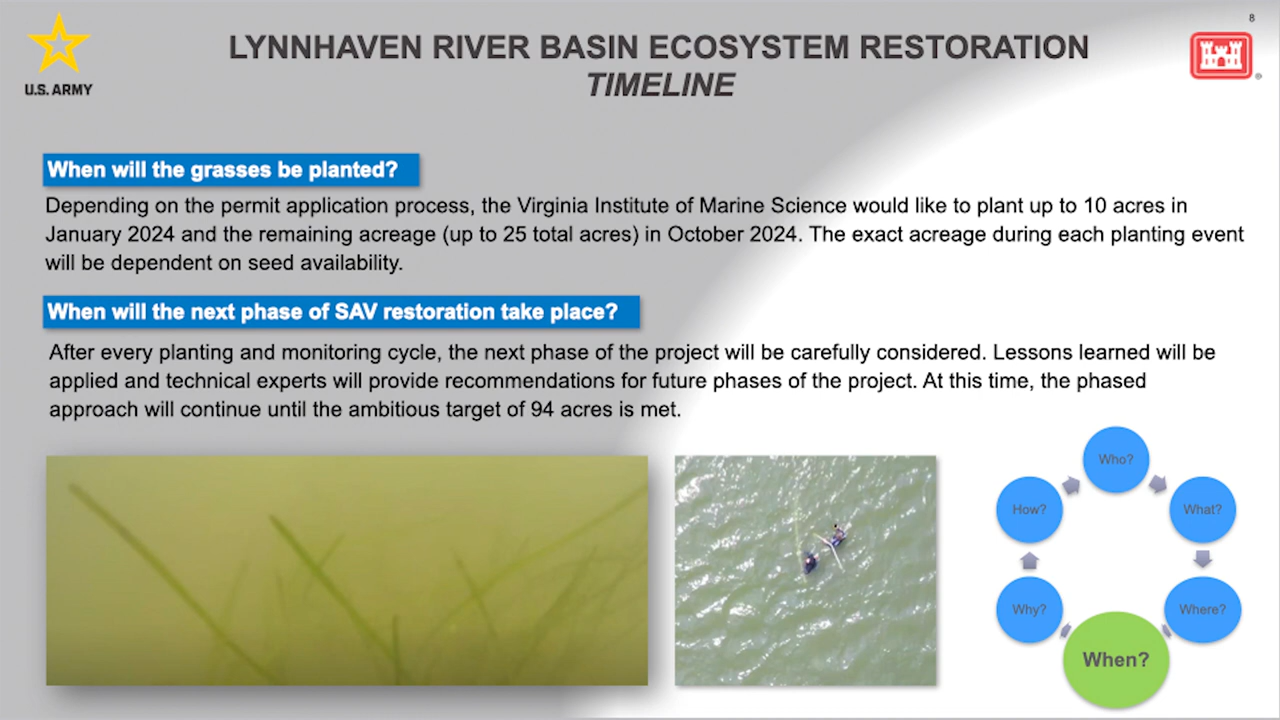 8
LYNNHAVEN RIVER BASIN ECOSYSTEM RESTORATION
TIMELINE
U.S. ARMY
®
When will the grasses be planted?
Depending on the permit application process, the Virginia Institute of Marine Science would like to plant up to 10 acres in
January 2024 and the remaining acreage (up to 25 total acres) in October 2024. The exact acreage during each planting event
will be dependent on seed availability.
When will the next phase of SAV restoration take place?
After every planting and monitoring cycle, the next phase of the project will be carefully considered. Lessons learned will be
applied and technical experts will provide recommendations for future phases of the project. At this time, the phased
approach will continue until the ambitious target of 94 acres is met.
Who?
What?
Where?
When?
Why?
How?